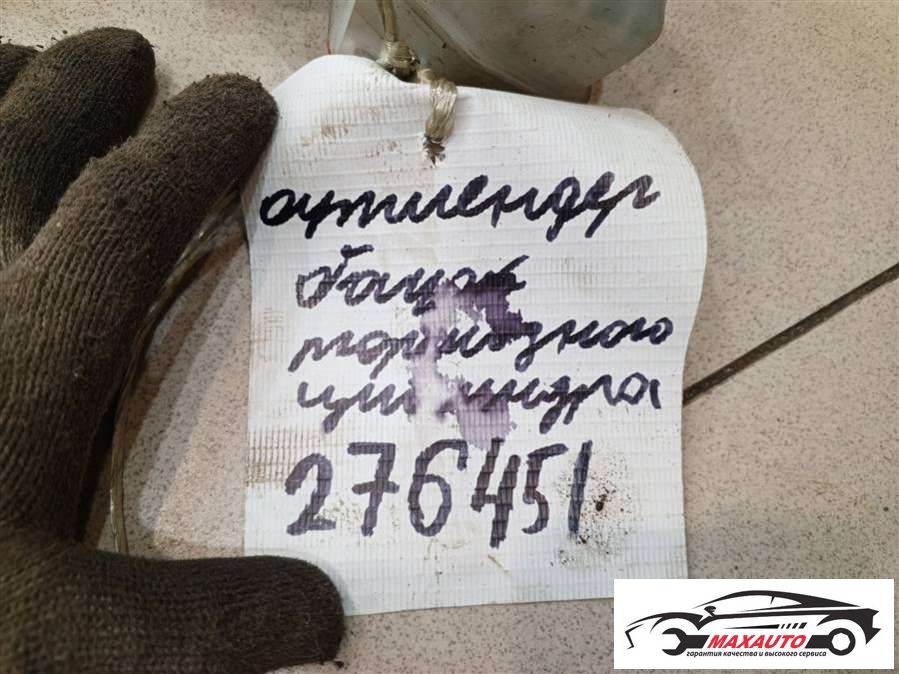 аутлендер
бачок
тормозного
цилиндра
276451
MAXAUTO
гарантия качества и высокого сервиса